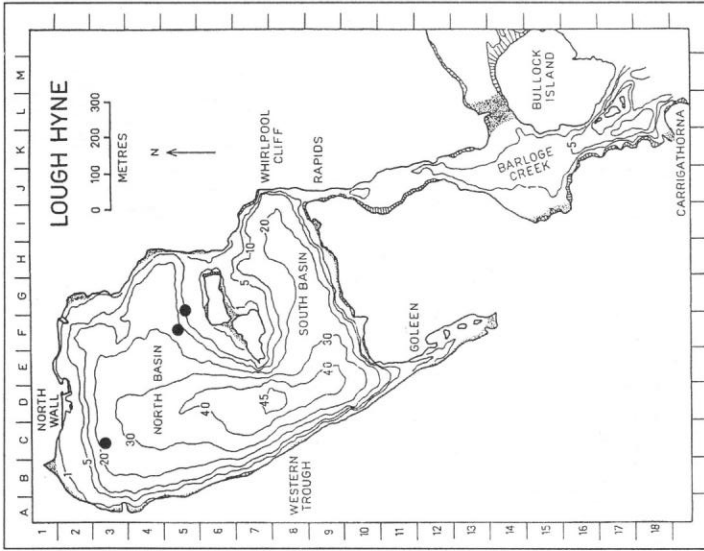 A B C D E F G H I J K L M
1
2
3
4
5
6
7
8
9
10
11
12
13
14
15
16
17
18
LOUGH HYNE
0 100 200 300
METRES
N
NORTH
WALL
WHIRLPOOL
CLIFF
RAPIDS
NORTH BASIN
SOUTH BASIN
WESTERN
TROUGH
GOLEEN
BARLOGE
CREEK
BULLOCK
ISLAND
CARRIGATHORNA
1
5
20
30
40
45
40
30
20
10
5
1
5